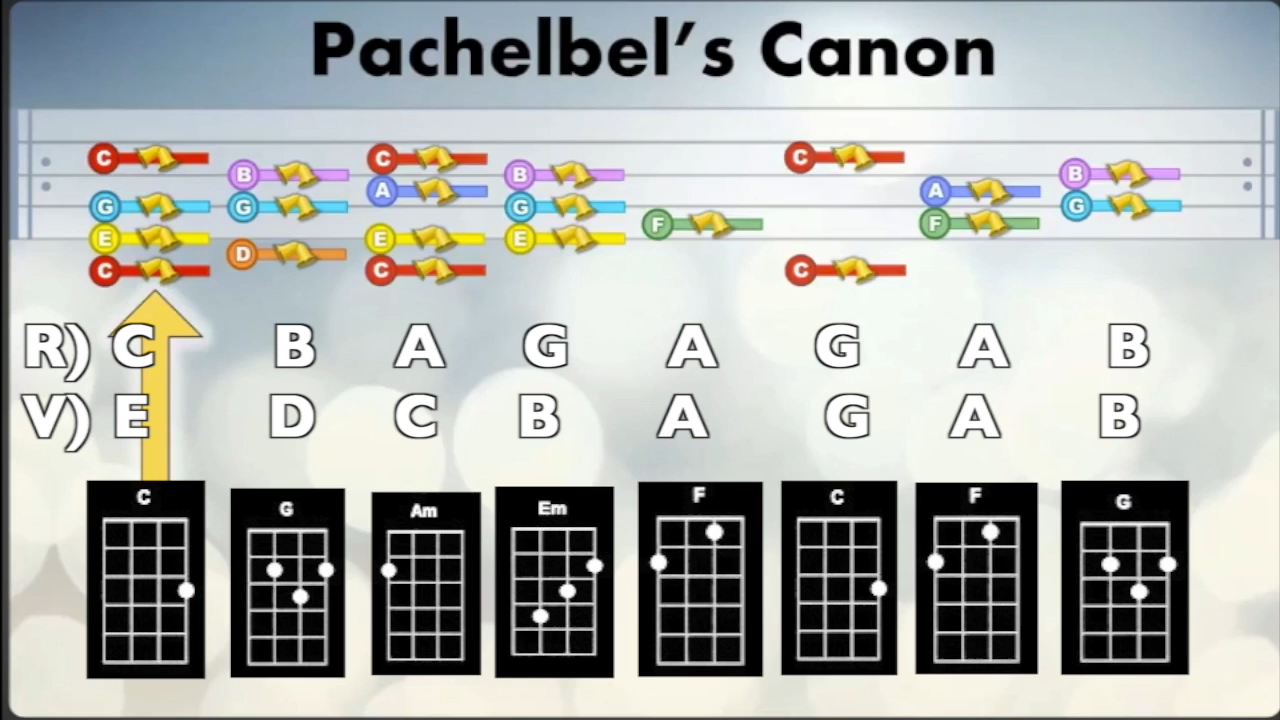 Pachelbel's Canon
C C C
B B B
A A
G G G G
F F
E E E
D
C C C
R) C B A G A G A B
V) E D C B A G A B
C G Am Em F C F G